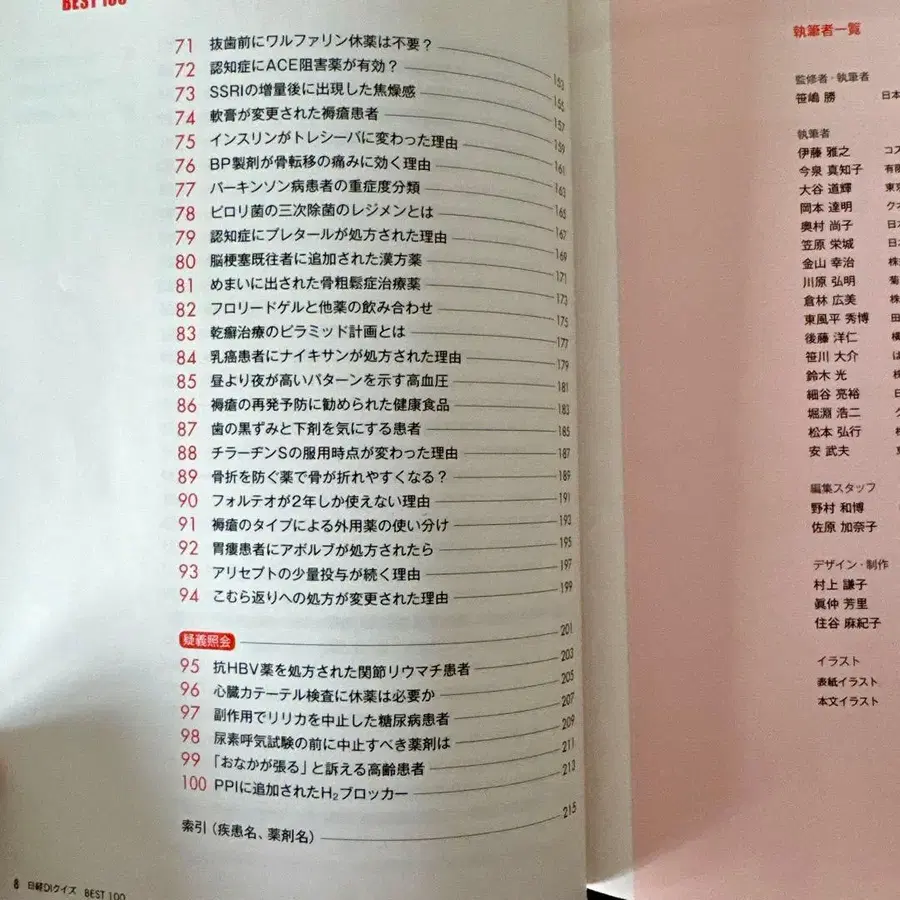 BEST 100
71 抜歯前にワルファリン休薬は不要？ 153
72 認知症にACE阻害薬が有効？ 155
73 SSRIの増量後に出現した焦燥感 157
74 軟膏が変更された褥瘡患者 159
75 インスリンがトレシーバに変わった理由 161
76 BP製剤が骨転移の痛みに効く理由 163
77 パーキンソン病患者の重症度分類 165
78 ピロリ菌の三次除菌のレジメンとは 167
79 認知症にプレタールが処方された理由 169
80 脳梗塞既往者に追加された漢方薬 171
81 めまいに出された骨粗鬆症治療薬 173
82 フロリードゲルと他薬の飲み合わせ 175
83 乾癬治療のピラミッド計画とは 177
84 乳癌患者にナイキサンが処方された理由 179
85 昼より夜が高いパターンを示す高血圧 181
86 褥瘡の再発予防に勧められた健康食品 183
87 歯の黒ずみと下剤を気にする患者 185
88 チラーヂンSの服用時点が変わった理由 187
89 骨折を防ぐ薬で骨が折れやすくなる？ 189
90 フォルテオが2年しか使えない理由 191
91 褥瘡のタイプによる外用薬の使い分け 193
92 胃瘻患者にアボルブが処方されたら 195
93 アリセプトの少量投与が続く理由 197
94 こむら返りへの処方が変更された理由 199
疑義照会 201
95 抗HBV薬を処方された関節リウマチ患者 203
96 心臓カテーテル検査に休薬は必要か 205
97 副作用でリリカを中止した糖尿病患者 207
98 尿素呼気試験の前に中止すべき薬剤は 209
99 「おなかが張る」と訴える高齢患者 211
100 PPIに追加されたH₂ブロッカー 213
索引（疾患名、薬剤名） 215
8 日経DIクイズ BEST 100
執筆者一覧
監修者・執筆者
笹嶋 勝 日本
執筆者
伊藤 雅之 コス
今泉 真知子 有限
大谷 道輝 東京
岡本 達明 クオ
奥村 尚子 日本
笠原 栄城 日本
金山 幸治 株
川原 弘明 菊
倉林 広美 株
東風平 秀博 田
後藤 洋仁 横
笹川 大介 は
鈴木 光 株
細谷 亮裕
堀淵 浩二 ク
松本 弘行
安 武夫
編集スタッフ
野村 和博
佐原 加奈子
デザイン・制作
村上 謙子
眞仲 芳里
住谷 麻紀子
イラスト
表紙イラスト
本文イラスト